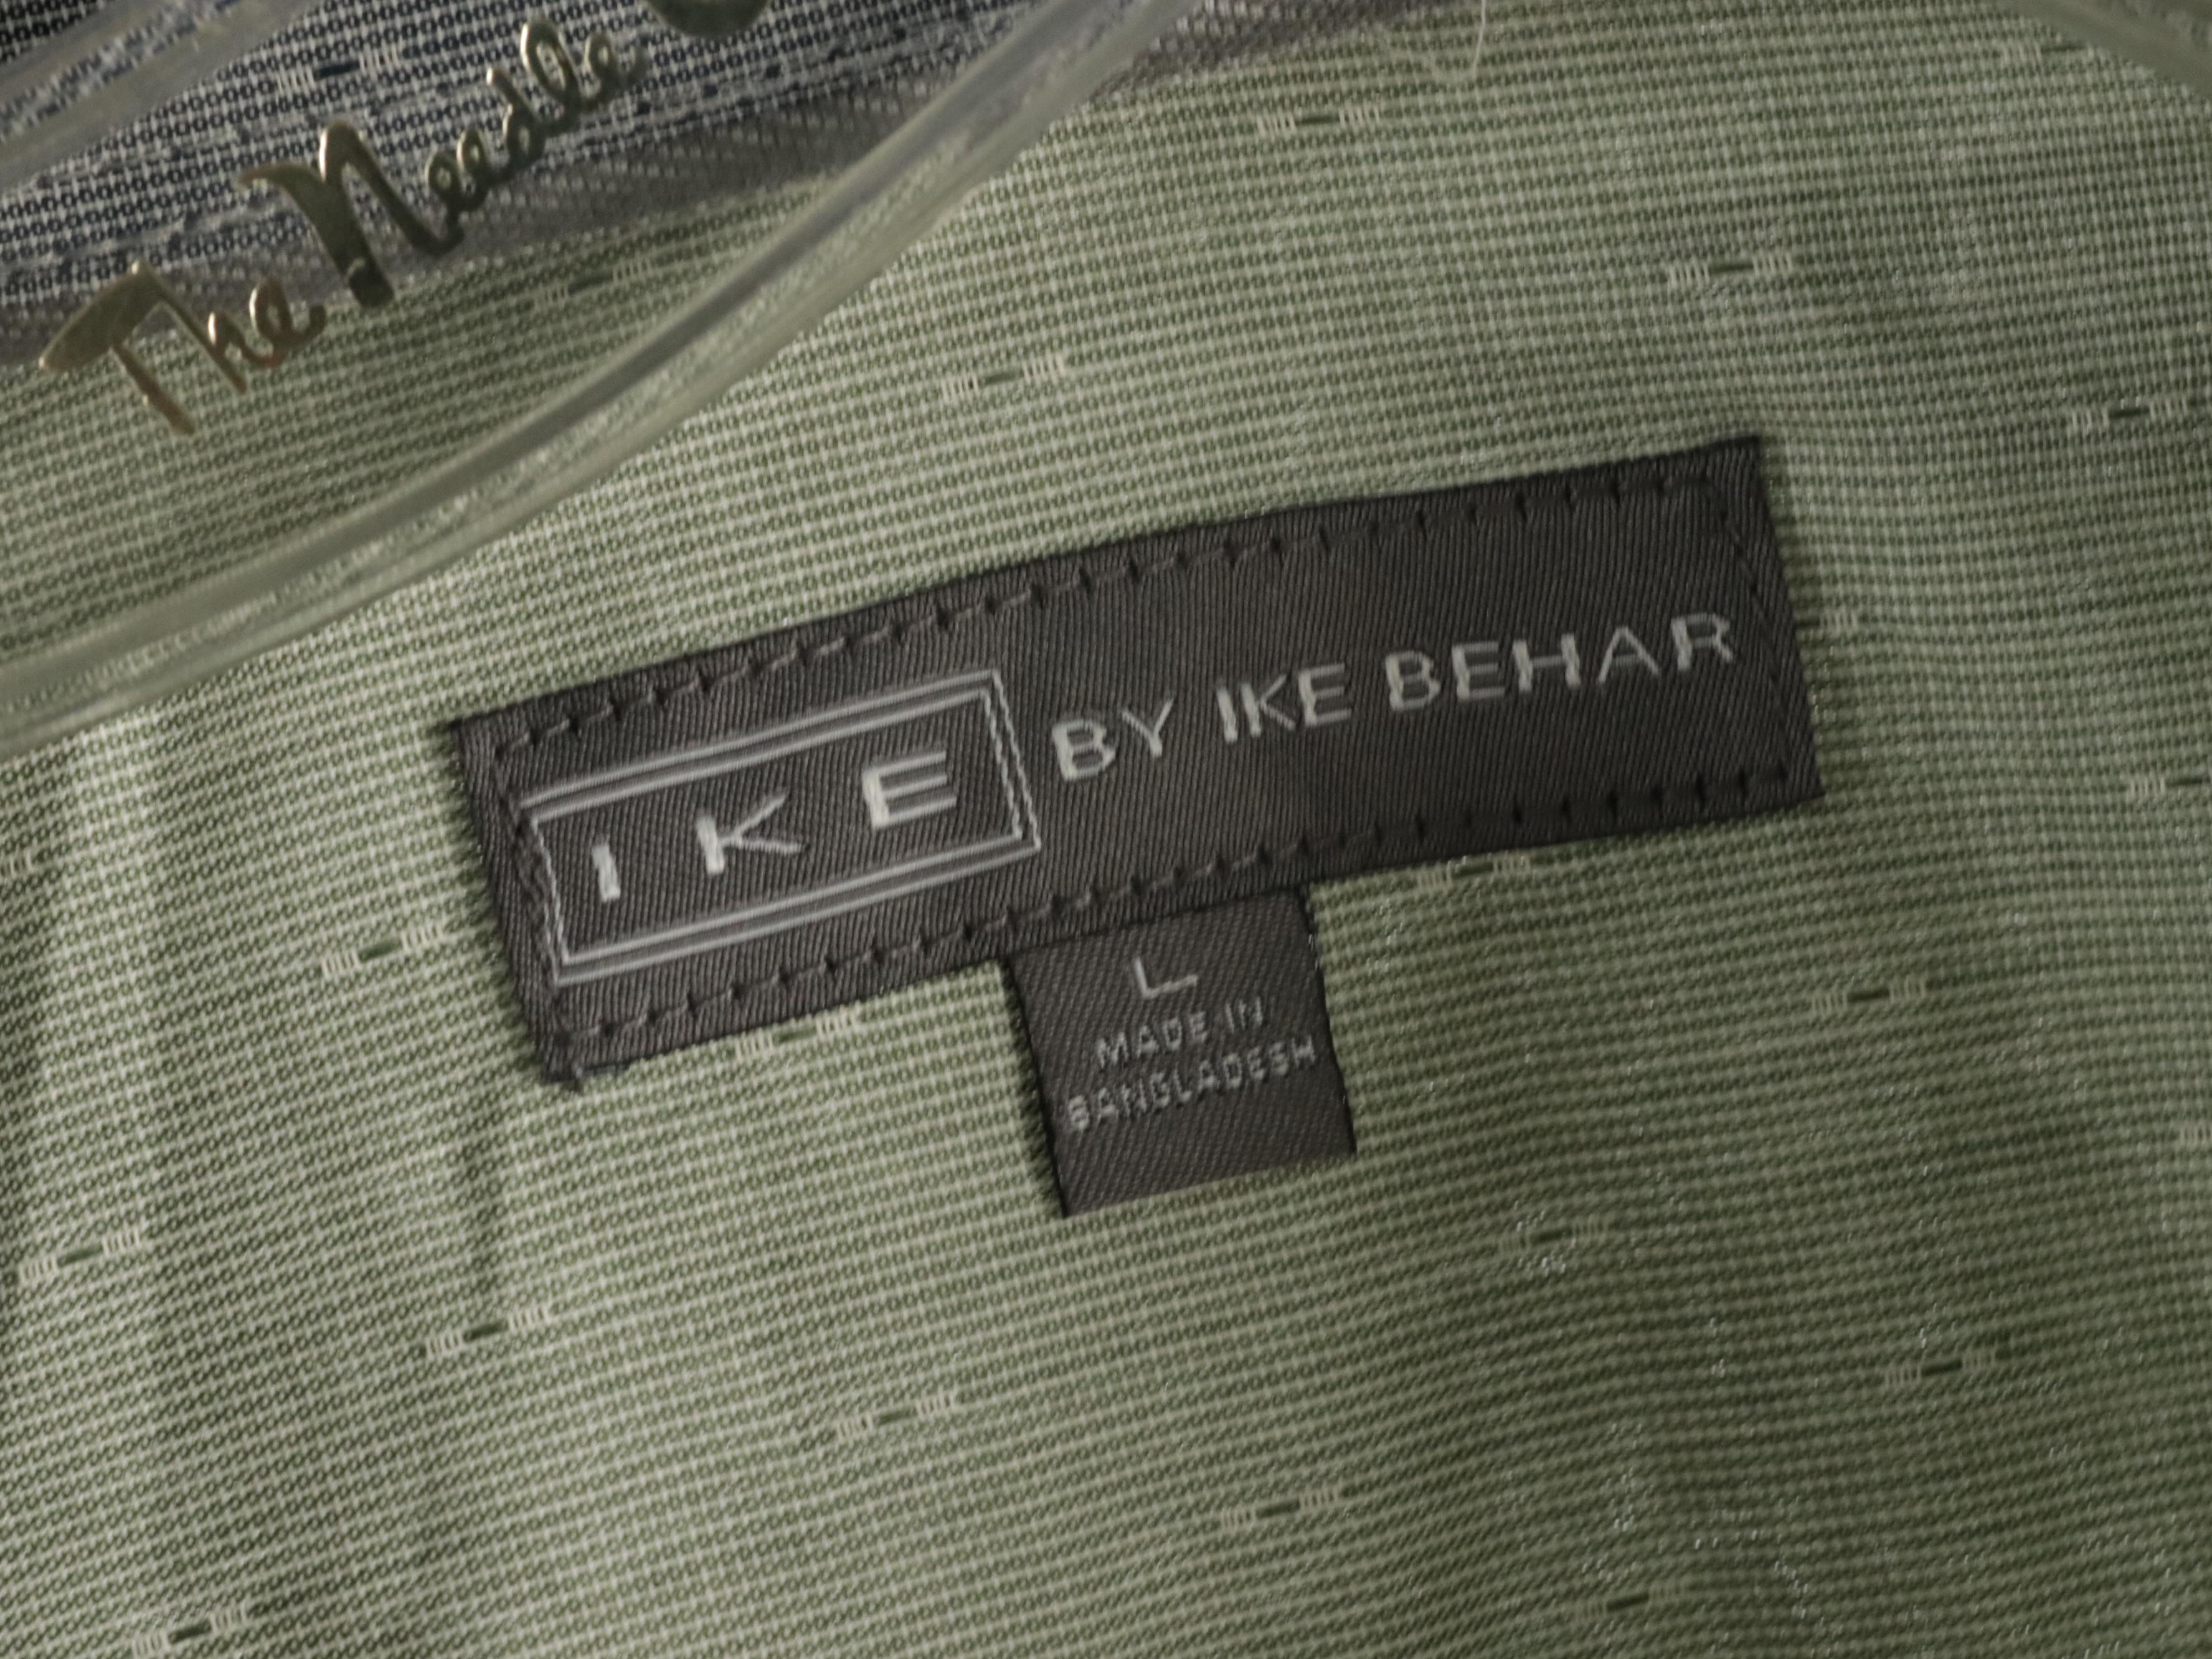 The Needle
IKE BY IKE BEHAR
L
MADE IN
BANGLADESH